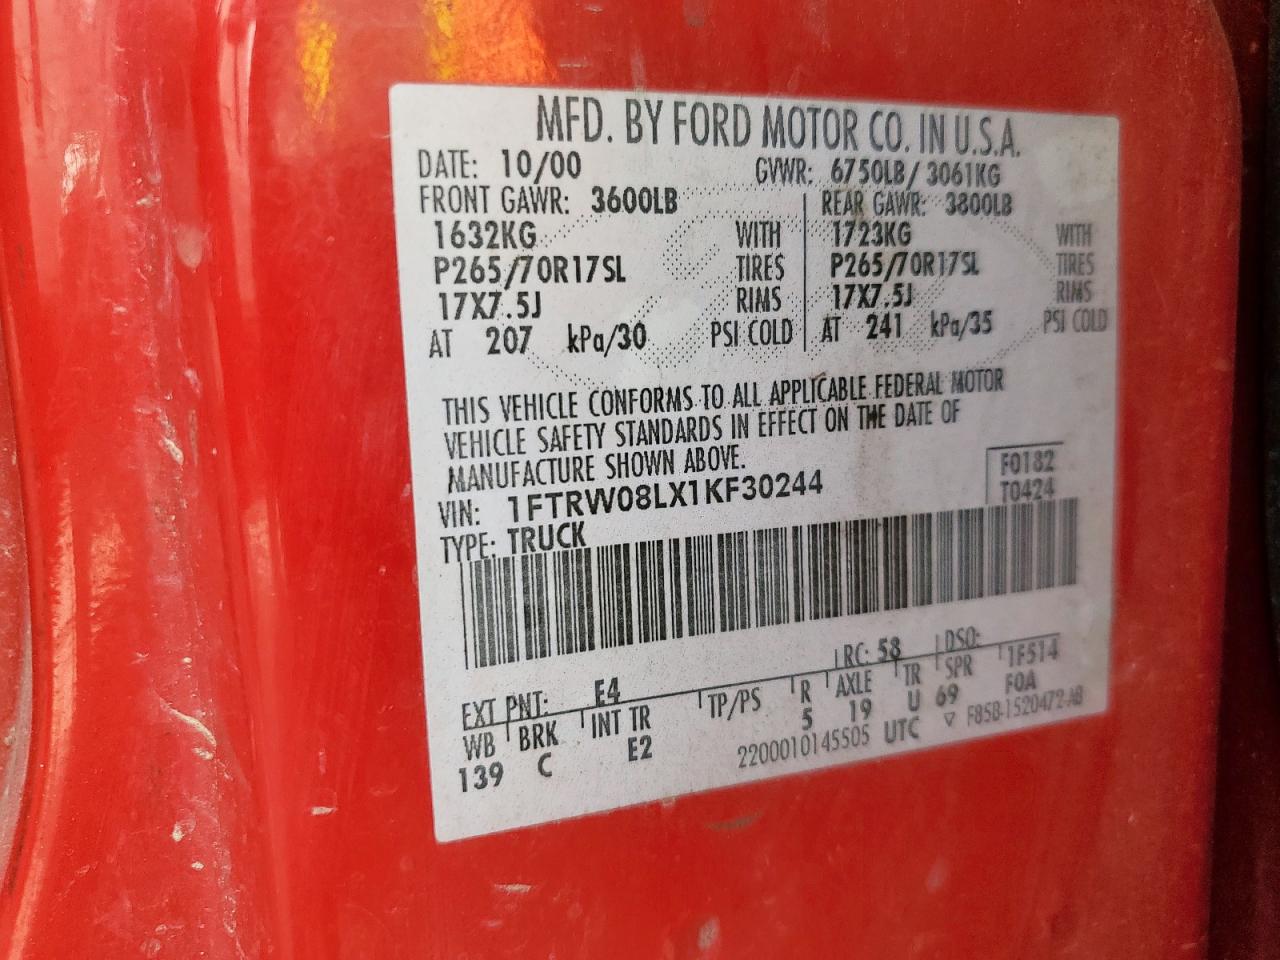 MFD. BY FORD MOTOR CO. IN U.S.A.
DATE: 10/00 GVWR: 6750LB / 3061KG
FRONT GAWR: 3600LB REAR GAWR: 3800LB
1632KG WITH 1723KG WITH
P265/70R17SL TIRES P265/70R17SL TIRES
17X7.5J RIMS 17X7.5J RIMS
AT 207 kPa/30 PSI COLD AT 241 kPa/35 PSI COLD
THIS VEHICLE CONFORMS TO ALL APPLICABLE FEDERAL MOTOR
VEHICLE SAFETY STANDARDS IN EFFECT ON THE DATE OF
MANUFACTURE SHOWN ABOVE.
F0182
VIN: 1FTRW08LX1KF30244
T0424
TYPE: TRUCK
EXT PNT: E4 RC: 58 DSO:
WB BRK INT TR TP/PS R AXLE TR SPR 1F514
139 C E2 5 19 U 69 F0A
2200010145505 UTC ▽ F85B-1520472-AB